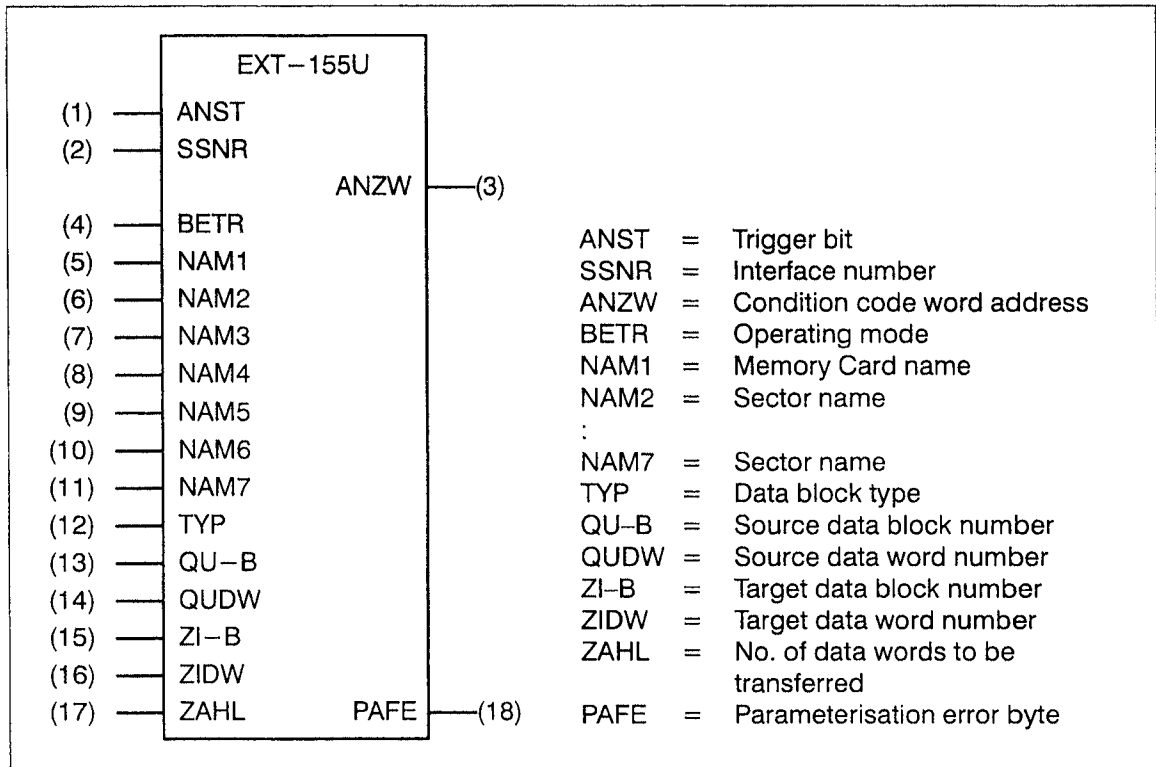 EXT−155U
(1) ANST
(2) SSNR
ANZW (3)
(4) BETR
(5) NAM1
(6) NAM2
(7) NAM3
(8) NAM4
(9) NAM5
(10) NAM6
(11) NAM7
(12) TYP
(13) QU−B
(14) QUDW
(15) ZI−B
(16) ZIDW
(17) ZAHL PAFE (18)
ANST = Trigger bit
SSNR = Interface number
ANZW = Condition code word address
BETR = Operating mode
NAM1 = Memory Card name
NAM2 = Sector name
:
NAM7 = Sector name
TYP = Data block type
QU–B = Source data block number
QUDW = Source data word number
ZI–B = Target data block number
ZIDW = Target data word number
ZAHL = No. of data words to be
transferred
PAFE = Parameterisation error byte